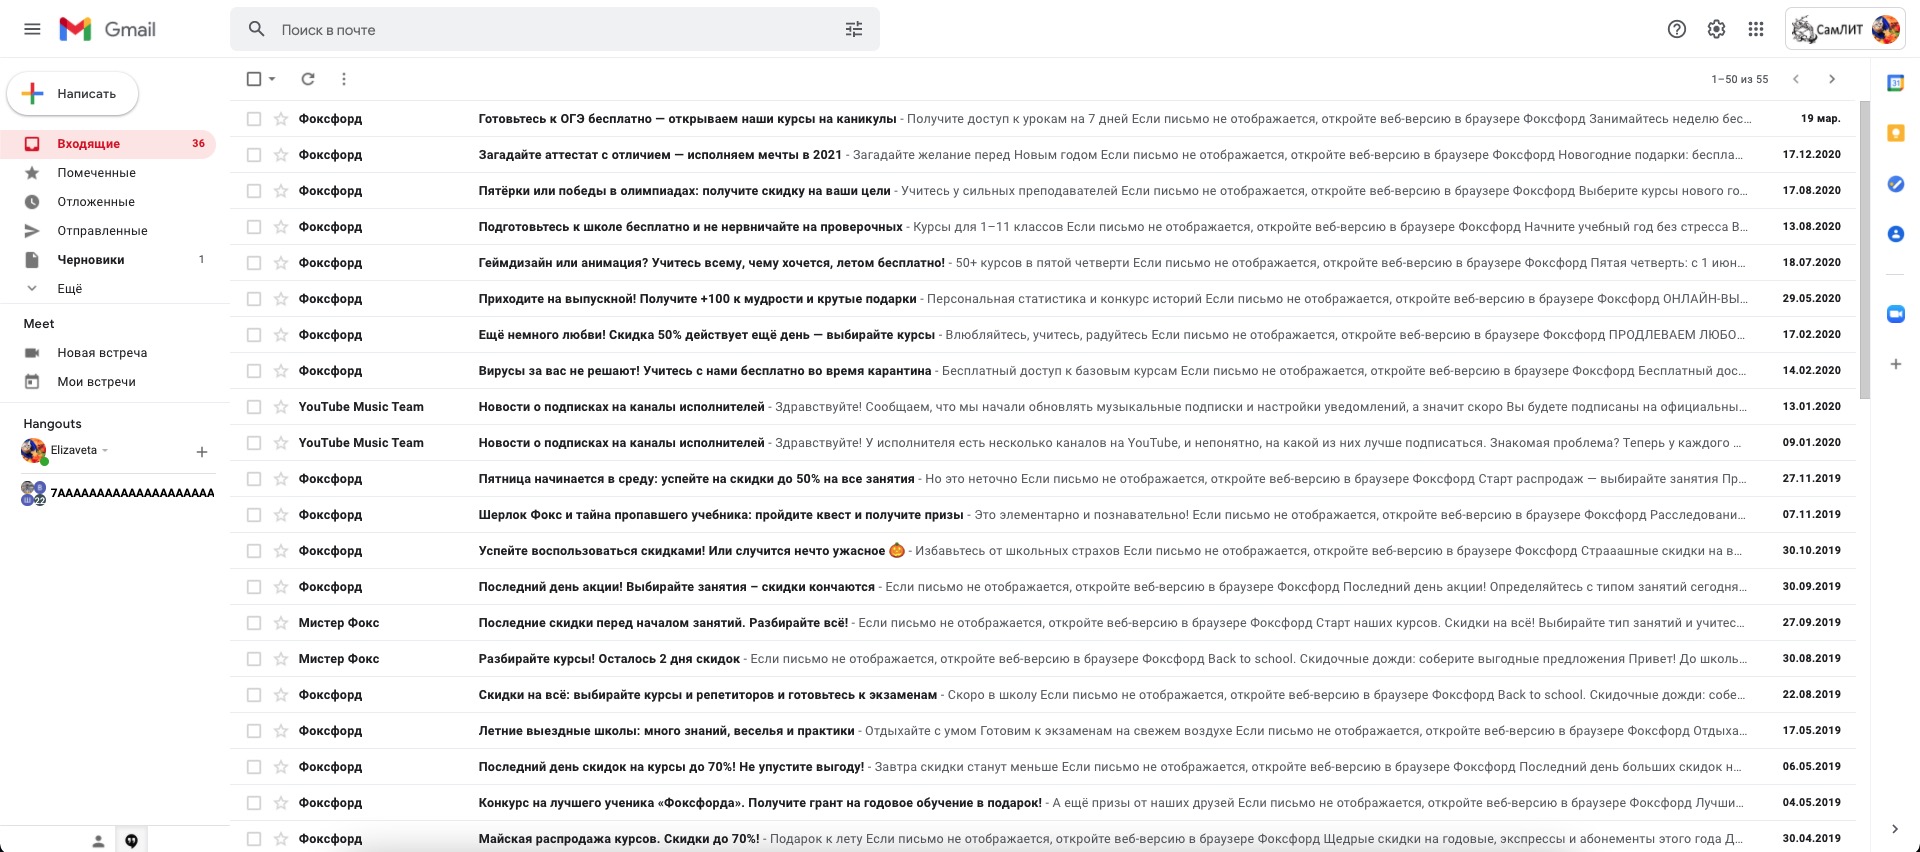 Gmail
Поиск в почте
СамЛИТ
Написать
1–50 из 55
Входящие 36
Помеченные
Отложенные
Отправленные
Черновики 1
Ещё
Meet
Новая встреча
Мои встречи
Hangouts
Elizaveta
7AAAAAAAAAAAAAAAAAAAA
Фоксфорд Готовьтесь к ОГЭ бесплатно — открываем наши курсы на каникулы - Получите доступ к урокам на 7 дней Если письмо не отображается, откройте веб-версию в браузере Фоксфорд Занимайтесь неделю бес... 19 мар.
Фоксфорд Загадайте аттестат с отличием — исполняем мечты в 2021 - Загадайте желание перед Новым годом Если письмо не отображается, откройте веб-версию в браузере Фоксфорд Новогодние подарки: беспла... 17.12.2020
Фоксфорд Пятёрки или победы в олимпиадах: получите скидку на ваши цели - Учитесь у сильных преподавателей Если письмо не отображается, откройте веб-версию в браузере Фоксфорд Выберите курсы нового го... 17.08.2020
Фоксфорд Подготовьтесь к школе бесплатно и не нервничайте на проверочных - Курсы для 1–11 классов Если письмо не отображается, откройте веб-версию в браузере Фоксфорд Начните учебный год без стресса В... 13.08.2020
Фоксфорд Геймдизайн или анимация? Учитесь всему, чему хочется, летом бесплатно! - 50+ курсов в пятой четверти Если письмо не отображается, откройте веб-версию в браузере Фоксфорд Пятая четверть: с 1 июн... 18.07.2020
Фоксфорд Приходите на выпускной! Получите +100 к мудрости и крутые подарки - Персональная статистика и конкурс историй Если письмо не отображается, откройте веб-версию в браузере Фоксфорд ОНЛАЙН-ВЫ... 29.05.2020
Фоксфорд Ещё немного любви! Скидка 50% действует ещё день — выбирайте курсы - Влюбляйтесь, учитесь, радуйтесь Если письмо не отображается, откройте веб-версию в браузере Фоксфорд ПРОДЛЕВАЕМ ЛЮБО... 17.02.2020
Фоксфорд Вирусы за вас не решают! Учитесь с нами бесплатно во время карантина - Бесплатный доступ к базовым курсам Если письмо не отображается, откройте веб-версию в браузере Фоксфорд Бесплатный дос... 14.02.2020
YouTube Music Team Новости о подписках на каналы исполнителей - Здравствуйте! Сообщаем, что мы начали обновлять музыкальные подписки и настройки уведомлений, а значит скоро Вы будете подписаны на официальны... 13.01.2020
YouTube Music Team Новости о подписках на каналы исполнителей - Здравствуйте! У исполнителя есть несколько каналов на YouTube, и непонятно, на какой из них лучше подписаться. Знакомая проблема? Теперь у каждого ... 09.01.2020
Фоксфорд Пятница начинается в среду: успейте на скидки до 50% на все занятия - Но это неточно Если письмо не отображается, откройте веб-версию в браузере Фоксфорд Старт распродаж — выбирайте занятия Пр... 27.11.2019
Фоксфорд Шерлок Фокс и тайна пропавшего учебника: пройдите квест и получите призы - Это элементарно и познавательно! Если письмо не отображается, откройте веб-версию в браузере Фоксфорд Расследовани... 07.11.2019
Фоксфорд Успейте воспользоваться скидками! Или случится нечто ужасное 🎃 - Избавьтесь от школьных страхов Если письмо не отображается, откройте веб-версию в браузере Фоксфорд Страаашные скидки на в... 30.10.2019
Фоксфорд Последний день акции! Выбирайте занятия – скидки кончаются - Если письмо не отображается, откройте веб-версию в браузере Фоксфорд Последний день акции! Определяйтесь с типом занятий сегодня... 30.09.2019
Мистер Фокс Последние скидки перед началом занятий. Разбирайте всё! - Если письмо не отображается, откройте веб-версию в браузере Фоксфорд Старт наших курсов. Скидки на всё! Выбирайте тип занятий и учитес... 27.09.2019
Мистер Фокс Разбирайте курсы! Осталось 2 дня скидок - Если письмо не отображается, откройте веб-версию в браузере Фоксфорд Back to school. Скидочные дожди: соберите выгодные предложения Привет! До школь... 30.08.2019
Фоксфорд Скидки на всё: выбирайте курсы и репетиторов и готовьтесь к экзаменам - Скоро в школу Если письмо не отображается, откройте веб-версию в браузере Фоксфорд Back to school. Скидочные дожди: собе... 22.08.2019
Фоксфорд Летние выездные школы: много знаний, веселья и практики - Отдыхайте с умом Готовим к экзаменам на свежем воздухе Если письмо не отображается, откройте веб-версию в браузере Фоксфорд Отдыха... 17.05.2019
Фоксфорд Последний день скидок на курсы до 70%! Не упустите выгоду! - Завтра скидки станут меньше Если письмо не отображается, откройте веб-версию в браузере Фоксфорд Последний день больших скидок н... 06.05.2019
Фоксфорд Конкурс на лучшего ученика «Фоксфорда». Получите грант на годовое обучение в подарок! - А ещё призы от наших друзей Если письмо не отображается, откройте веб-версию в браузере Фоксфорд Лучши... 04.05.2019
Фоксфорд Майская распродажа курсов. Скидки до 70%! - Подарок к лету Если письмо не отображается, откройте веб-версию в браузере Фоксфорд Щедрые скидки на годовые, экспрессы и абонементы этого года Д... 30.04.2019